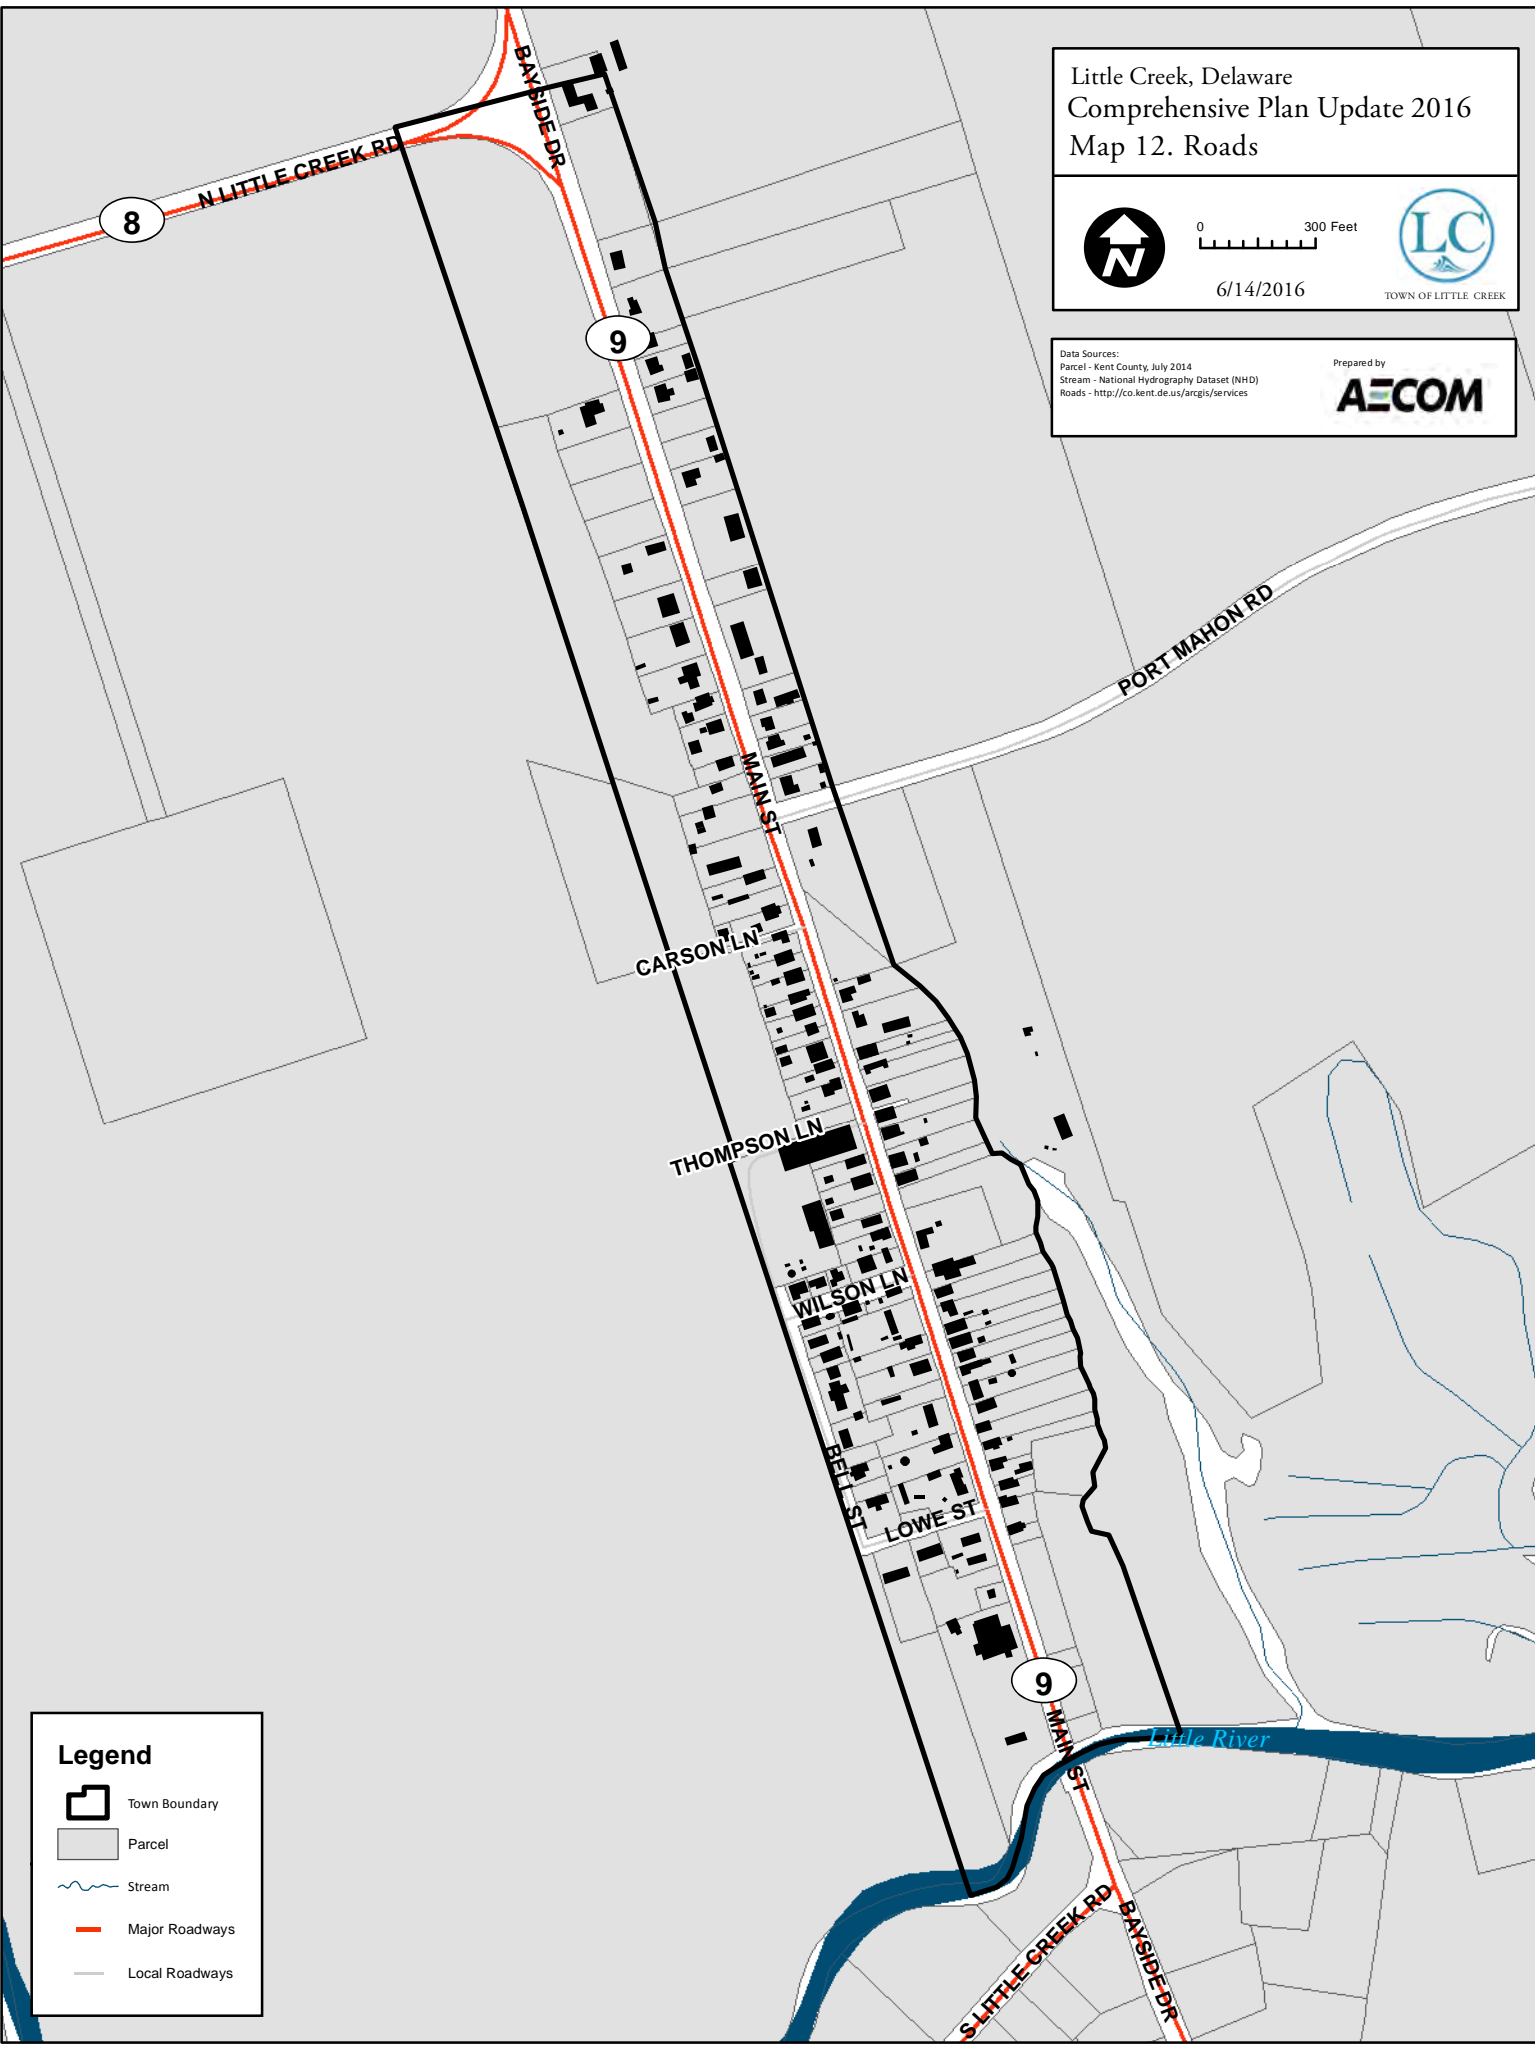 Little Creek, Delaware
Comprehensive Plan Update 2016
Map 12. Roads
N
0 300 Feet
6/14/2016
LC
TOWN OF LITTLE CREEK
Data Sources:
Parcel - Kent County, July 2014
Stream - National Hydrography Dataset (NHD)
Roads - http://co.kent.de.us/arcgis/services
Prepared by
AECOM
BAYSIDE DR
N LITTLE CREEK RD
8
9
PORT MAHON RD
MAIN ST
CARSON LN
THOMPSON LN
WILSON LN
BELL ST
LOWE ST
9
MAIN ST
Little River
S LITTLE CREEK RD
BAYSIDE DR
Legend
Town Boundary
Parcel
Stream
Major Roadways
Local Roadways